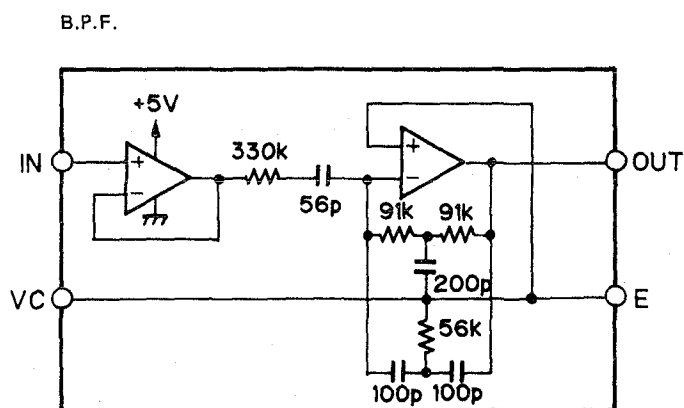 B.P.F.
+5V
IN
+
−
330k
56p
+
−
OUT
91k 91k
200p
VC
E
56k
100p 100p